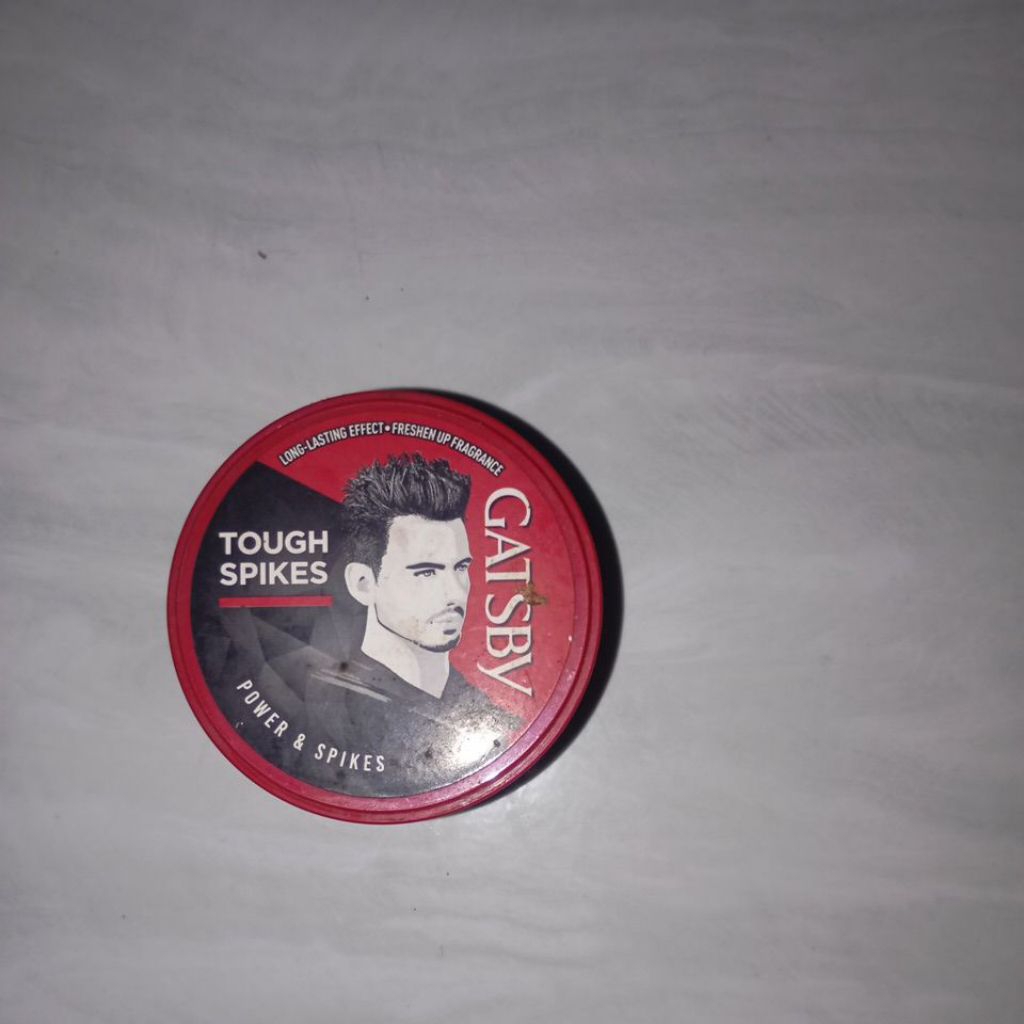 LONG-LASTING EFFECT • FRESHEN UP FRAGRANCE
TOUGH
SPIKES
GATSBY
POWER & SPIKES